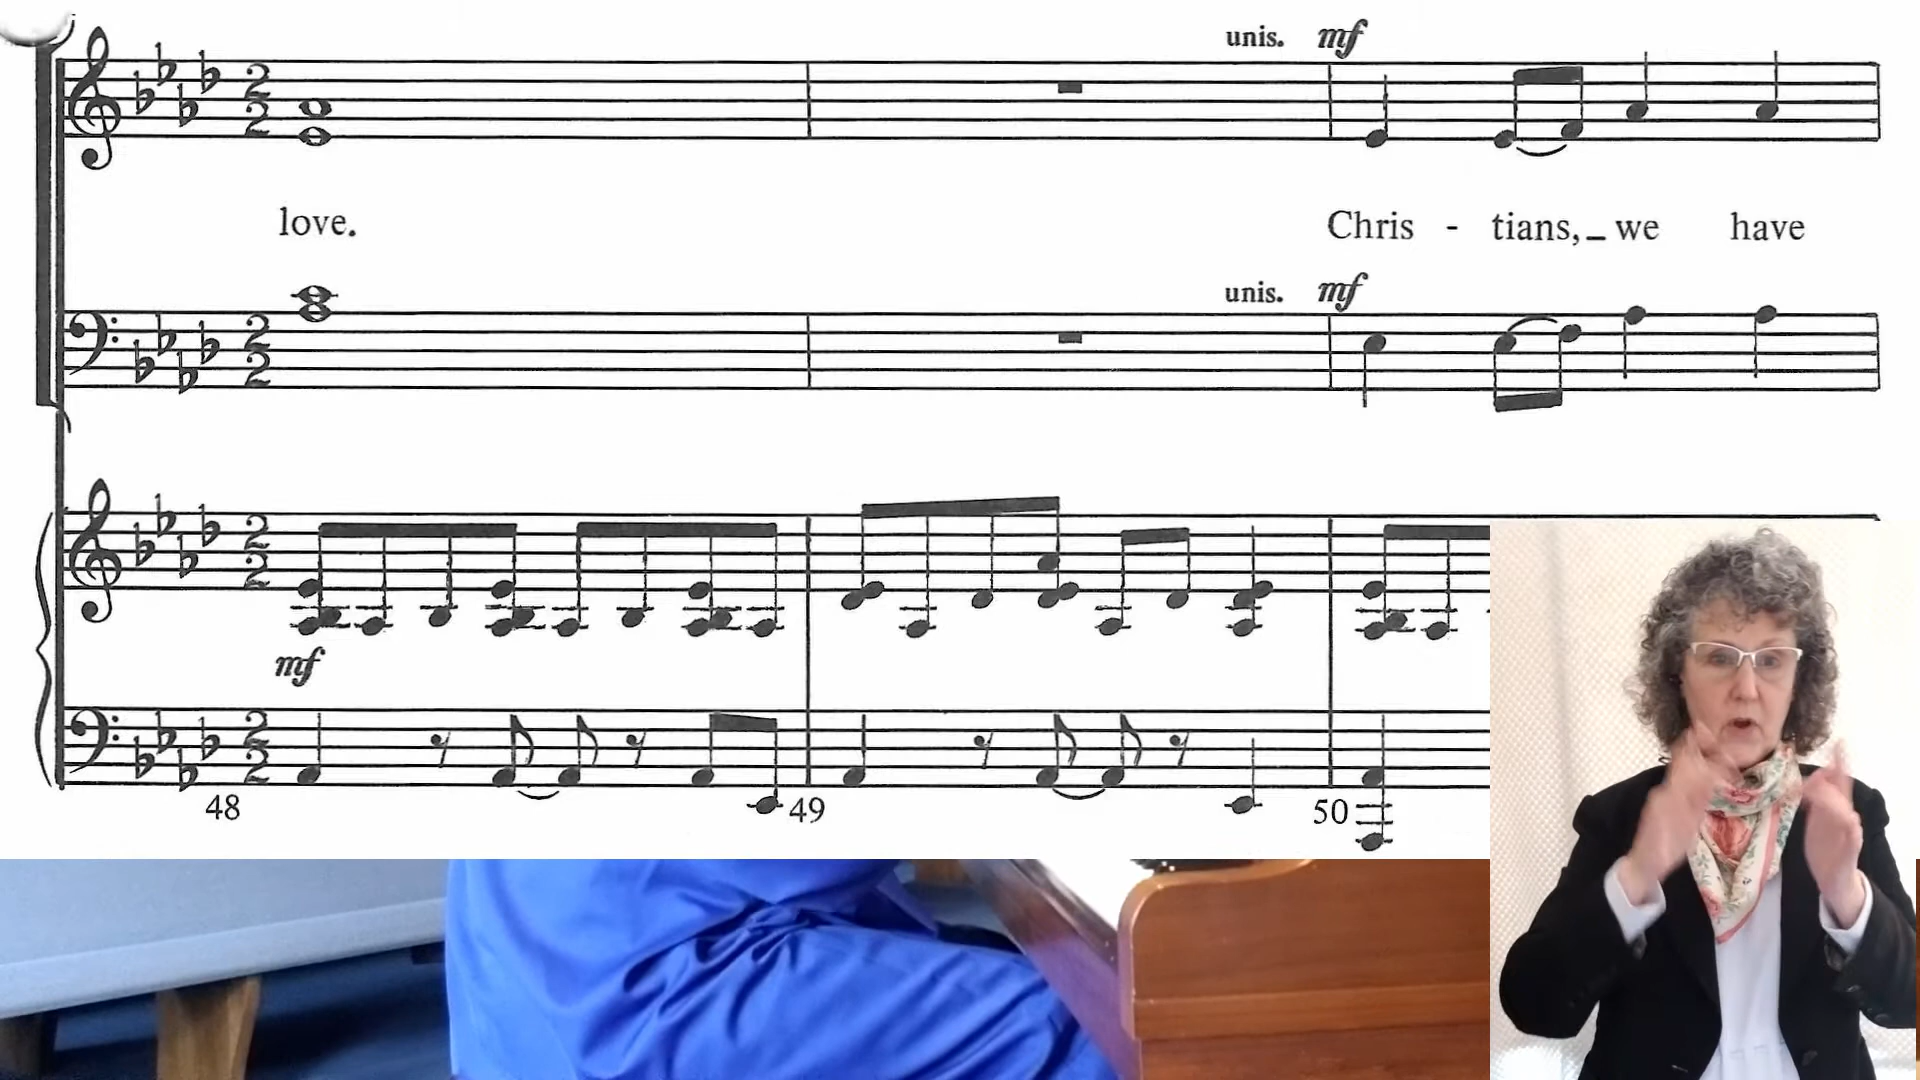 unis. mf
love. Chris - tians, we have
unis. mf
mf
48 49 50